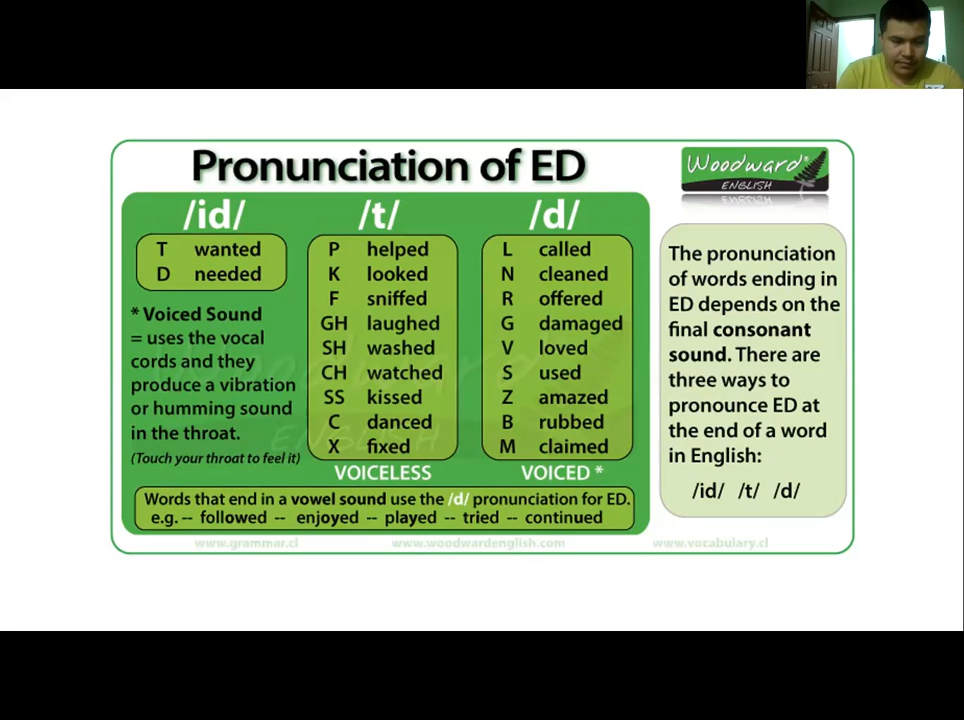 Pronunciation of ED
Woodward®
ENGLISH
/id/
T wanted
D needed
* Voiced Sound
= uses the vocal
cords and they
produce a vibration
or humming sound
in the throat.
(Touch your throat to feel it)
/t/
P helped
K looked
F sniffed
GH laughed
SH washed
CH watched
SS kissed
C danced
X fixed
VOICELESS
/d/
L called
N cleaned
R offered
G damaged
V loved
S used
Z amazed
B rubbed
M claimed
VOICED *
Words that end in a vowel sound use the /d/ pronunciation for ED.
e.g. -- followed -- enjoyed -- played -- tried -- continued
The pronunciation
of words ending in
ED depends on the
final consonant
sound. There are
three ways to
pronounce ED at
the end of a word
in English:
/id/ /t/ /d/
www.grammar.cl www.woodwardenglish.com www.vocabulary.cl